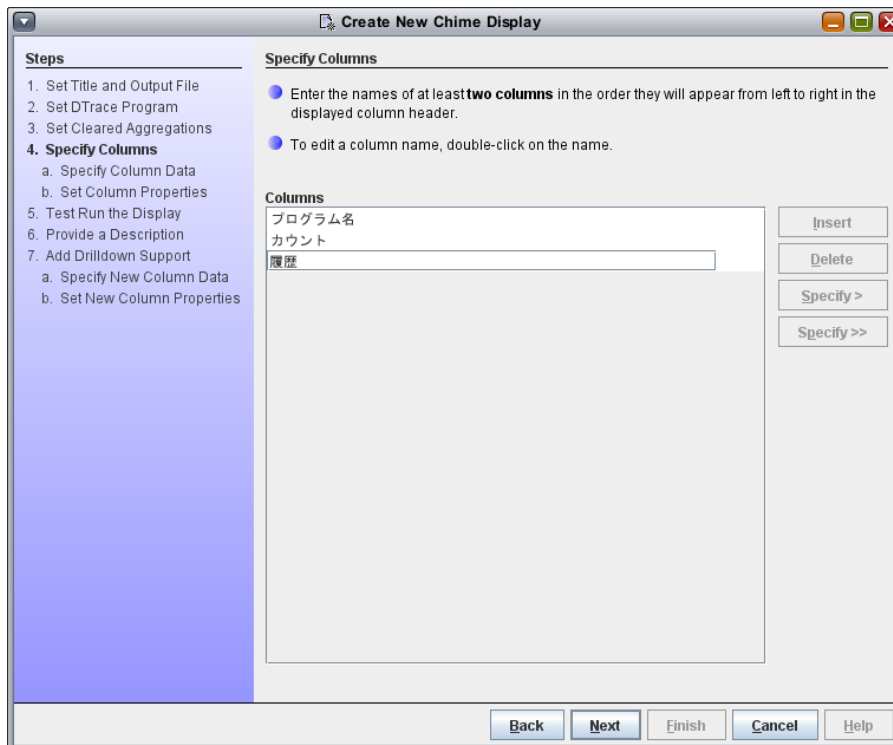 Create New Chime Display
Steps
1. Set Title and Output File
2. Set DTrace Program
3. Set Cleared Aggregations
4. Specify Columns
a. Specify Column Data
b. Set Column Properties
5. Test Run the Display
6. Provide a Description
7. Add Drilldown Support
a. Specify New Column Data
b. Set New Column Properties
Specify Columns
Enter the names of at least two columns in the order they will appear from left to right in the
displayed column header.
To edit a column name, double-click on the name.
Columns
プログラム名
カウント
履歴
Insert
Delete
Specify >
Specify >>
Back
Next
Finish
Cancel
Help